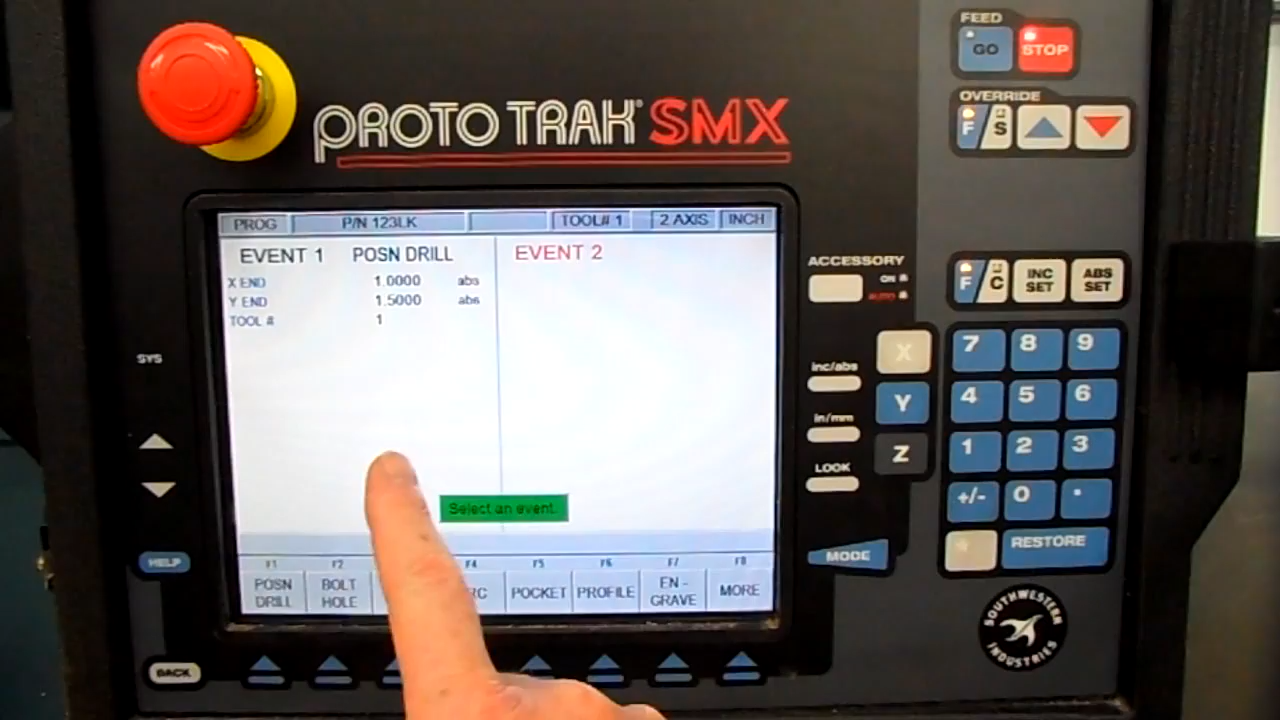 FEED
GO STOP
PROTO TRAK® SMX
OVERRIDE
F/S
PROG P/N 123LK TOOL# 1 2 AXIS INCH
EVENT 1 POSN DRILL EVENT 2
X END 1.0000 abs
Y END 1.5000 abs
TOOL # 1
ACCESSORY
ON
AUTO
F/C INC SET ABS SET
SYS
inc/abs
in/mm
LOOK
X
Y
Z
7 8 9
4 5 6
1 2 3
+/- 0 .
RESTORE
Select an event.
HELP
MODE
F1 F2 F4 F5 F6 F7 F8
POSN DRILL BOLT HOLE RC POCKET PROFILE EN-GRAVE MORE
BACK
SOUTHWESTERN INDUSTRIES